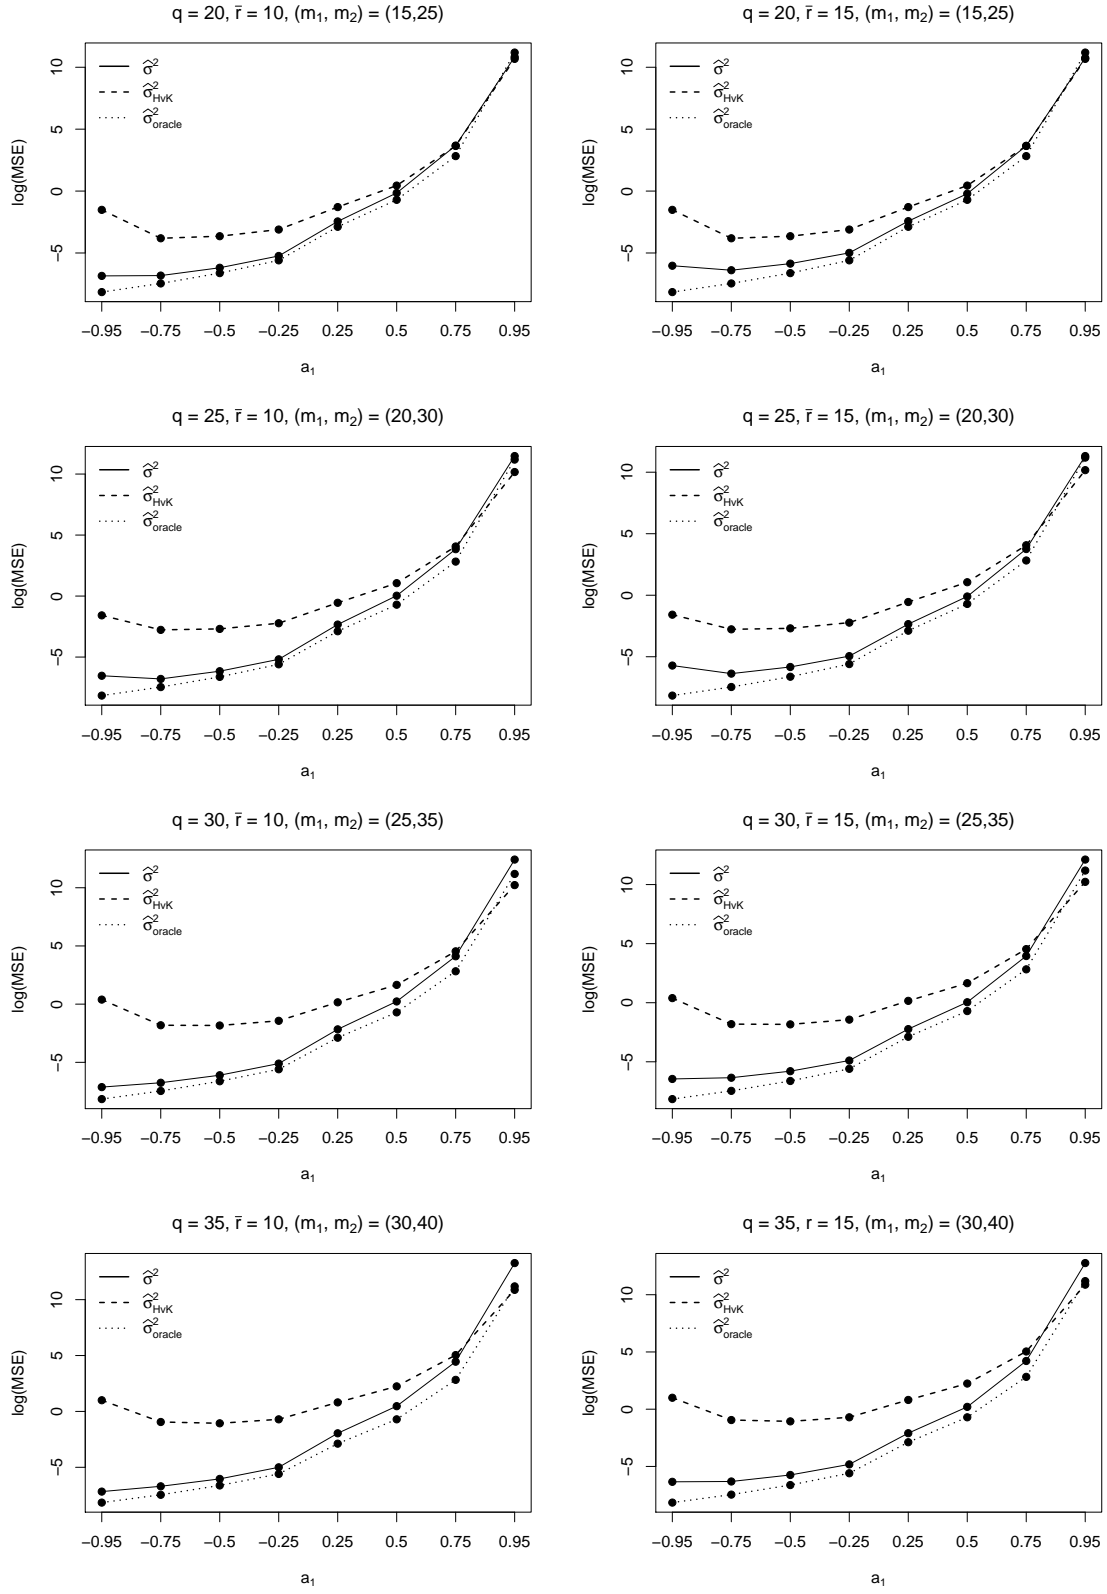 q = 20, r̄ = 10, (m₁, m₂) = (15,25)
log(MSE)
10
5
0
−5
σ̂²
σ̂²HvK
σ̂²oracle
−0.95 −0.75 −0.5 −0.25 0.25 0.5 0.75 0.95
a₁
q = 20, r̄ = 15, (m₁, m₂) = (15,25)
log(MSE)
10
5
0
−5
σ̂²
σ̂²HvK
σ̂²oracle
−0.95 −0.75 −0.5 −0.25 0.25 0.5 0.75 0.95
a₁
q = 25, r̄ = 10, (m₁, m₂) = (20,30)
log(MSE)
10
5
0
−5
σ̂²
σ̂²HvK
σ̂²oracle
−0.95 −0.75 −0.5 −0.25 0.25 0.5 0.75 0.95
a₁
q = 25, r̄ = 15, (m₁, m₂) = (20,30)
log(MSE)
10
5
0
−5
σ̂²
σ̂²HvK
σ̂²oracle
−0.95 −0.75 −0.5 −0.25 0.25 0.5 0.75 0.95
a₁
q = 30, r̄ = 10, (m₁, m₂) = (25,35)
log(MSE)
10
5
0
−5
σ̂²
σ̂²HvK
σ̂²oracle
−0.95 −0.75 −0.5 −0.25 0.25 0.5 0.75 0.95
a₁
q = 30, r̄ = 15, (m₁, m₂) = (25,35)
log(MSE)
10
5
0
−5
σ̂²
σ̂²HvK
σ̂²oracle
−0.95 −0.75 −0.5 −0.25 0.25 0.5 0.75 0.95
a₁
q = 35, r̄ = 10, (m₁, m₂) = (30,40)
log(MSE)
10
5
0
−5
σ̂²
σ̂²HvK
σ̂²oracle
−0.95 −0.75 −0.5 −0.25 0.25 0.5 0.75 0.95
a₁
q = 35, r = 15, (m₁, m₂) = (30,40)
log(MSE)
10
5
0
−5
σ̂²
σ̂²HvK
σ̂²oracle
−0.95 −0.75 −0.5 −0.25 0.25 0.5 0.75 0.95
a₁